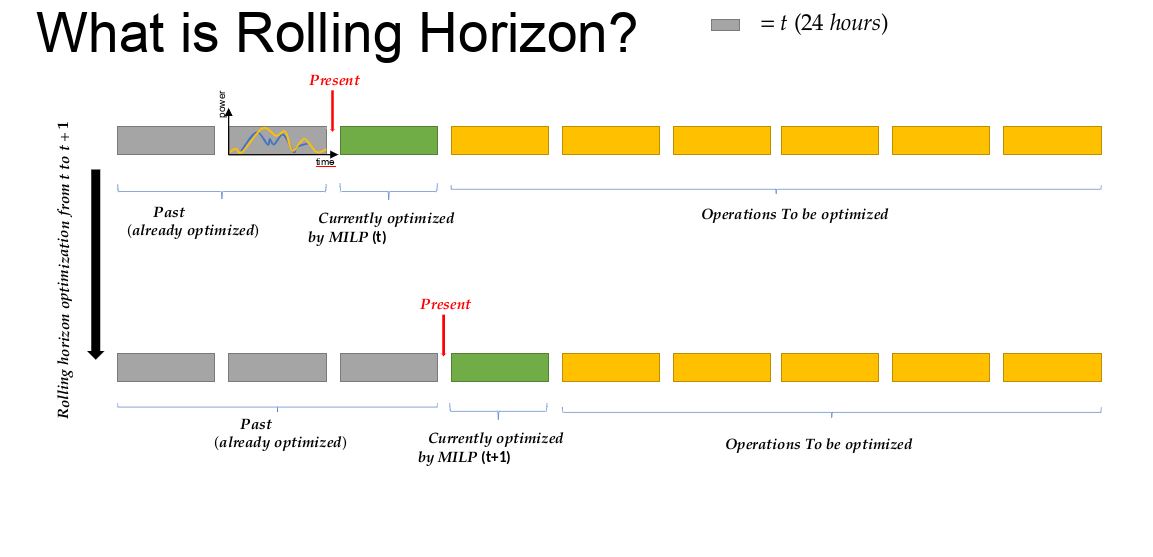 What is Rolling Horizon?
= t (24 hours)
Present
power
time
Past
(already optimized)
Currently optimized
by MILP (t)
Operations To be optimized
Rolling horizon optimization from t to t + 1
Present
Past
(already optimized)
Currently optimized
by MILP (t+1)
Operations To be optimized